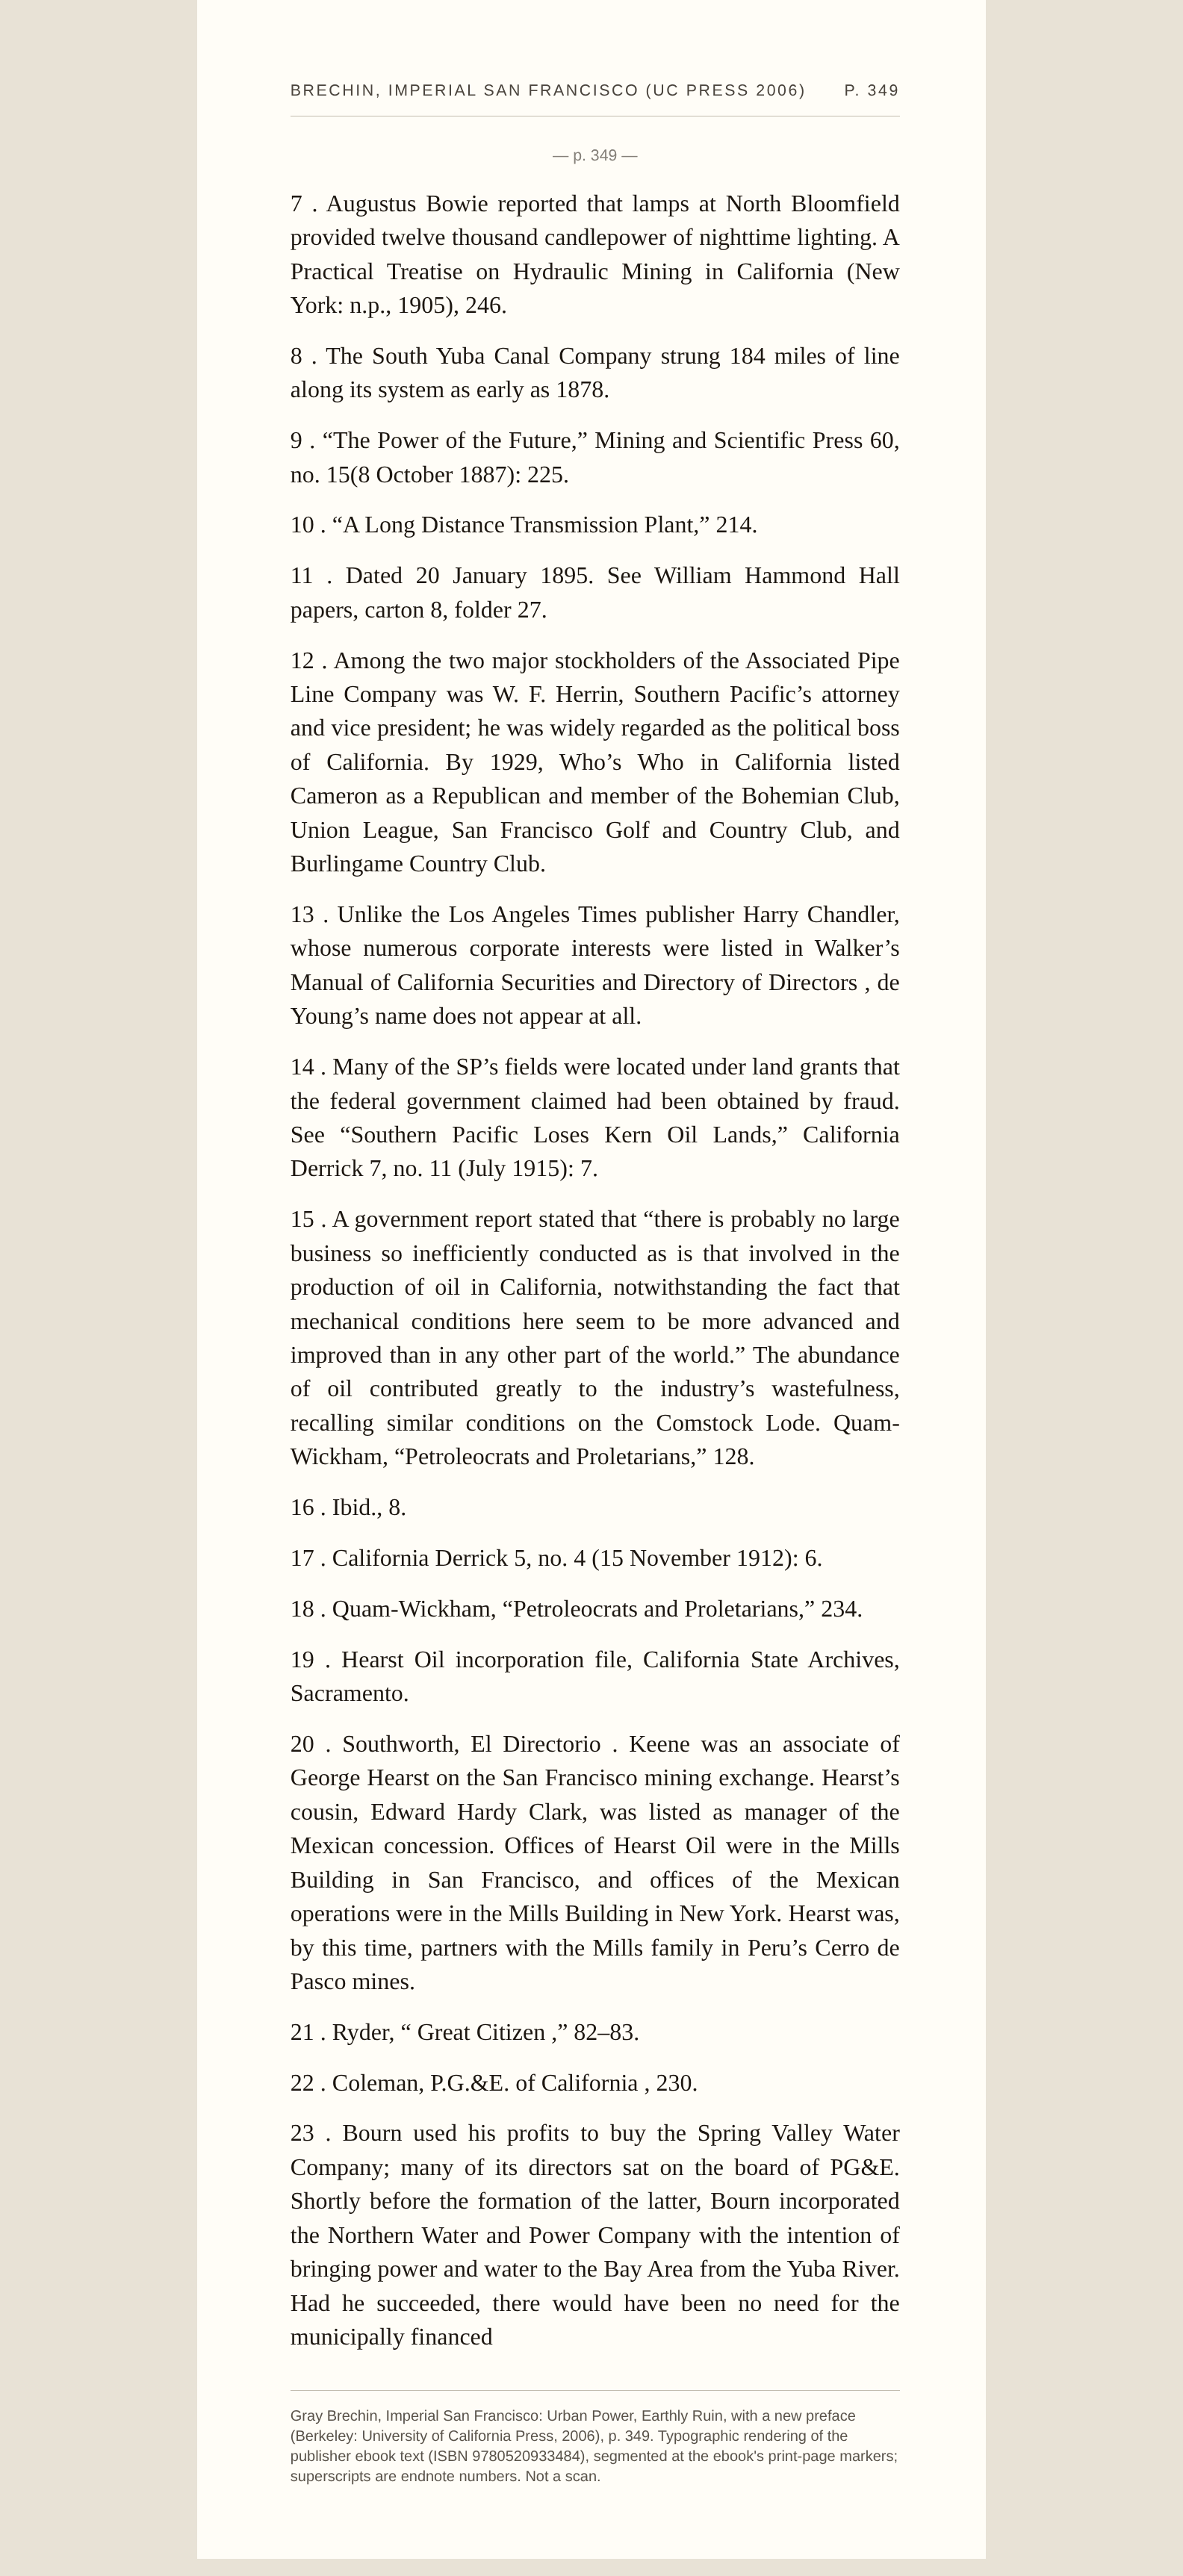 BRECHIN, IMPERIAL SAN FRANCISCO (UC PRESS 2006) P. 349
— p. 349 —
7 . Augustus Bowie reported that lamps at North Bloomfield
provided twelve thousand candlepower of nighttime lighting. A
Practical Treatise on Hydraulic Mining in California (New
York: n.p., 1905), 246.
8 . The South Yuba Canal Company strung 184 miles of line
along its system as early as 1878.
9 . “The Power of the Future,” Mining and Scientific Press 60,
no. 15(8 October 1887): 225.
10 . “A Long Distance Transmission Plant,” 214.
11 . Dated 20 January 1895. See William Hammond Hall
papers, carton 8, folder 27.
12 . Among the two major stockholders of the Associated Pipe
Line Company was W. F. Herrin, Southern Pacific’s attorney
and vice president; he was widely regarded as the political boss
of California. By 1929, Who’s Who in California listed
Cameron as a Republican and member of the Bohemian Club,
Union League, San Francisco Golf and Country Club, and
Burlingame Country Club.
13 . Unlike the Los Angeles Times publisher Harry Chandler,
whose numerous corporate interests were listed in Walker’s
Manual of California Securities and Directory of Directors , de
Young’s name does not appear at all.
14 . Many of the SP’s fields were located under land grants that
the federal government claimed had been obtained by fraud.
See “Southern Pacific Loses Kern Oil Lands,” California
Derrick 7, no. 11 (July 1915): 7.
15 . A government report stated that “there is probably no large
business so inefficiently conducted as is that involved in the
production of oil in California, notwithstanding the fact that
mechanical conditions here seem to be more advanced and
improved than in any other part of the world.” The abundance
of oil contributed greatly to the industry’s wastefulness,
recalling similar conditions on the Comstock Lode. Quam-
Wickham, “Petroleocrats and Proletarians,” 128.
16 . Ibid., 8.
17 . California Derrick 5, no. 4 (15 November 1912): 6.
18 . Quam-Wickham, “Petroleocrats and Proletarians,” 234.
19 . Hearst Oil incorporation file, California State Archives,
Sacramento.
20 . Southworth, El Directorio . Keene was an associate of
George Hearst on the San Francisco mining exchange. Hearst’s
cousin, Edward Hardy Clark, was listed as manager of the
Mexican concession. Offices of Hearst Oil were in the Mills
Building in San Francisco, and offices of the Mexican
operations were in the Mills Building in New York. Hearst was,
by this time, partners with the Mills family in Peru’s Cerro de
Pasco mines.
21 . Ryder, “ Great Citizen ,” 82–83.
22 . Coleman, P.G.&E. of California , 230.
23 . Bourn used his profits to buy the Spring Valley Water
Company; many of its directors sat on the board of PG&E.
Shortly before the formation of the latter, Bourn incorporated
the Northern Water and Power Company with the intention of
bringing power and water to the Bay Area from the Yuba River.
Had he succeeded, there would have been no need for the
municipally financed
Gray Brechin, Imperial San Francisco: Urban Power, Earthly Ruin, with a new preface
(Berkeley: University of California Press, 2006), p. 349. Typographic rendering of the
publisher ebook text (ISBN 9780520933484), segmented at the ebook's print-page markers;
superscripts are endnote numbers. Not a scan.